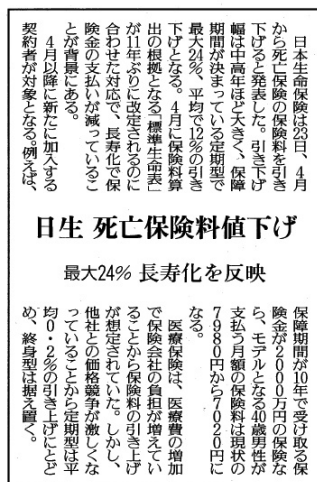 日生 死亡保険料値下げ
最大24% 長寿化を反映
日本生命保険は23日、4月
から死亡保険の保険料を引き
下げると発表した。引き下げ
幅は中高年ほど大きく、保障
期間が決まっている定期型で
最大24%、平均で12%の引き
下げとなる。4月に保険料算
出の根拠となる「標準生命表」
が11年ぶりに改定されるのに
合わせた対応で、長寿化で保
険金の支払いが減っているこ
とが背景にある。
4月以降に新たに加入する
契約者が対象となる。例えば、
保障期間が10年で受け取る保
険金が2000万円の保険な
ら、モデルとなる40歳男性が
支払う月額の保険料は現状の
7980円から7020円に
なる。
医療保険は、医療費の増加
で保険会社の負担が増えてい
ることから保険料の引き上げ
が想定されていた。しかし、
他社との価格競争が激しくな
っていることから定期型は平
均0・2%の引き上げにとど
め、終身型は据え置く。